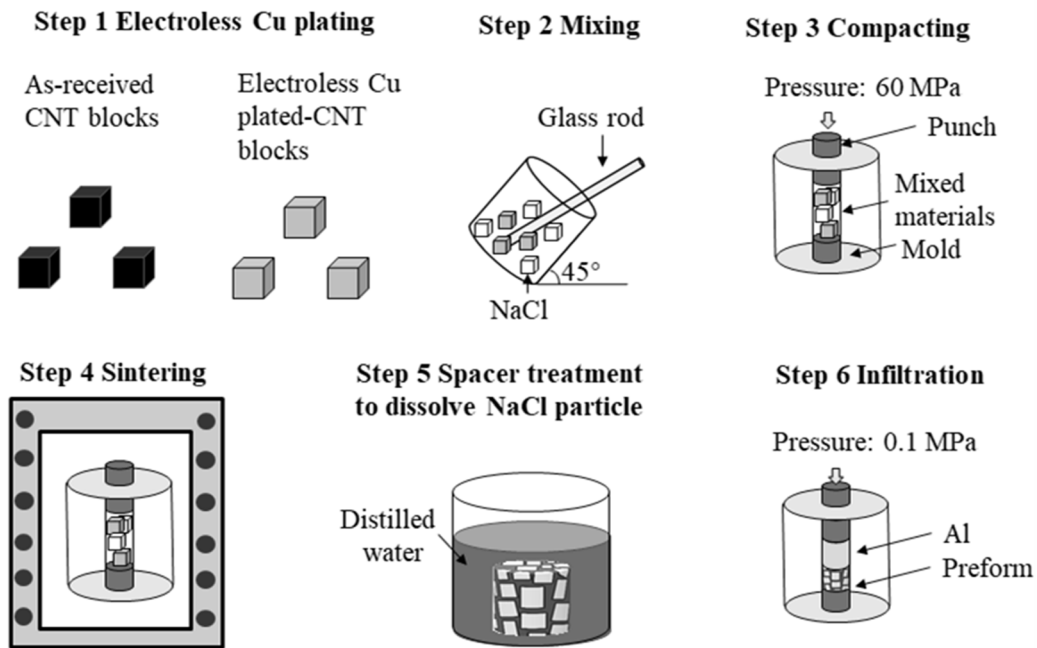 Step 1 Electroless Cu plating
As-received
CNT blocks
Electroless Cu
plated-CNT
blocks
Step 2 Mixing
Glass rod
45°
NaCl
Step 3 Compacting
Pressure: 60 MPa
Punch
Mixed
materials
Mold
Step 4 Sintering
Step 5 Spacer treatment
to dissolve NaCl particle
Distilled
water
Step 6 Infiltration
Pressure: 0.1 MPa
Al
Preform